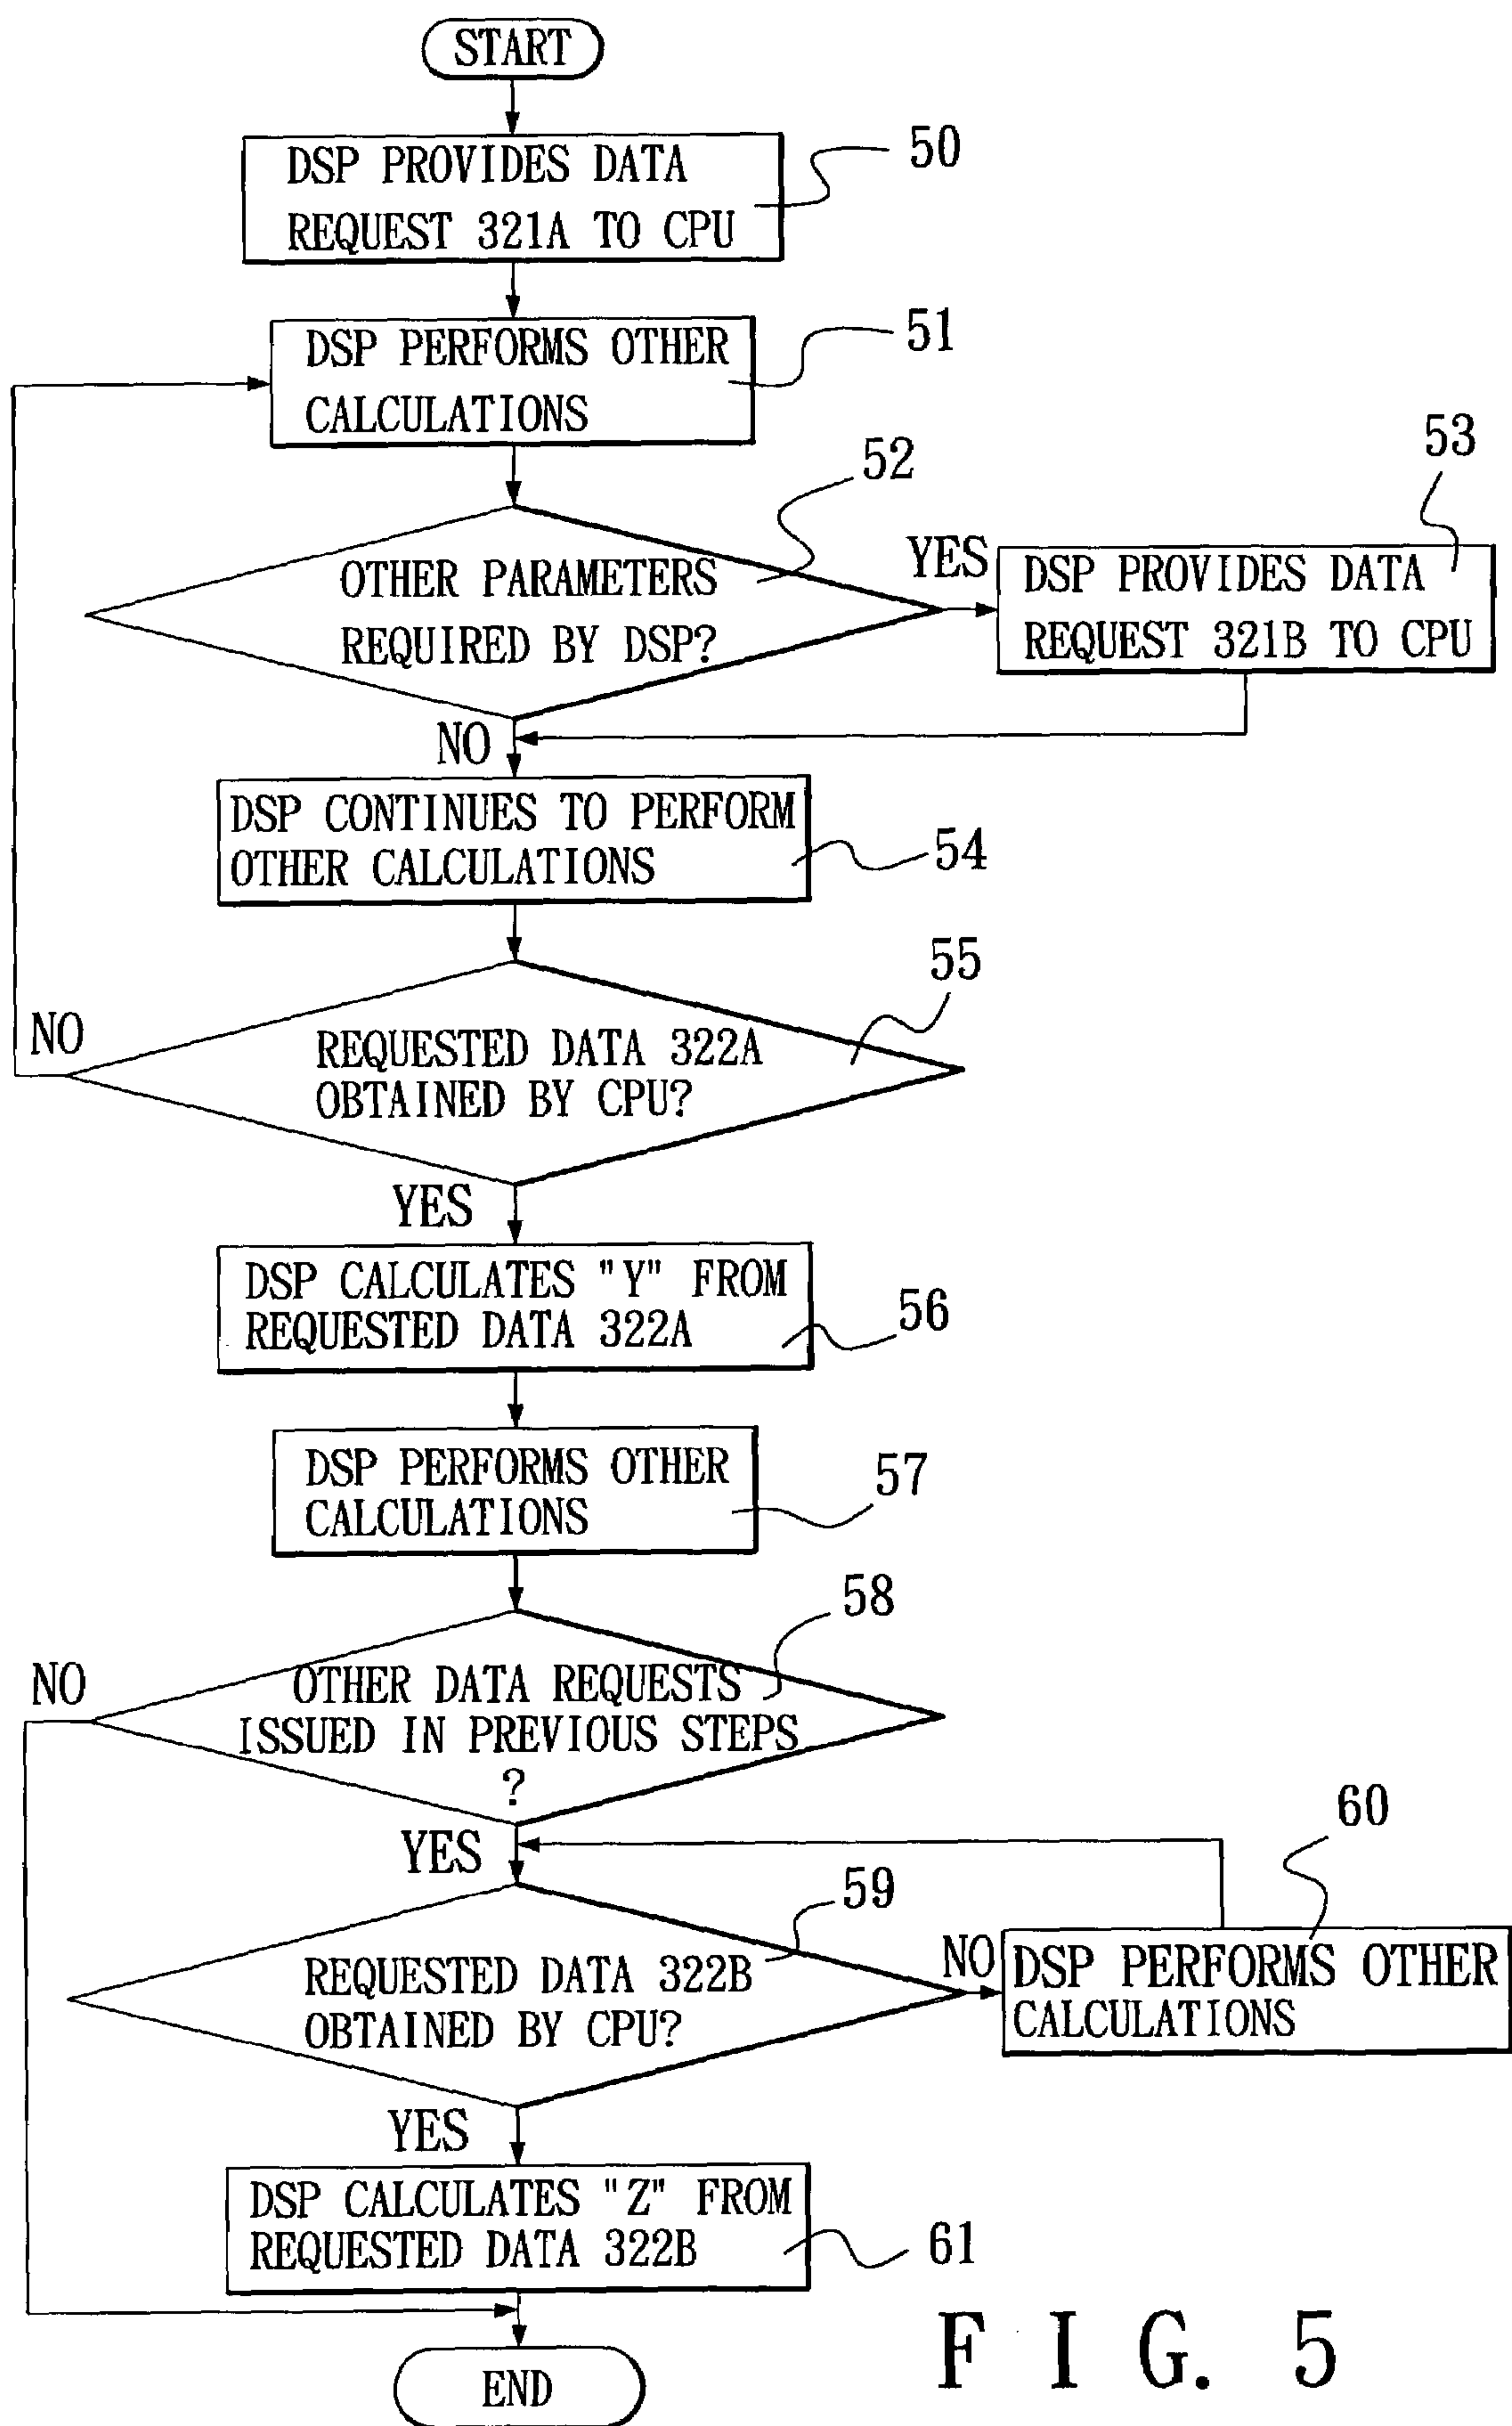 START
DSP PROVIDES DATA
REQUEST 321A TO CPU
50
DSP PERFORMS OTHER
CALCULATIONS
51
OTHER PARAMETERS
REQUIRED BY DSP?
52
YES
DSP PROVIDES DATA
REQUEST 321B TO CPU
53
NO
DSP CONTINUES TO PERFORM
OTHER CALCULATIONS
54
REQUESTED DATA 322A
OBTAINED BY CPU?
55
NO
YES
DSP CALCULATES "Y" FROM
REQUESTED DATA 322A
56
DSP PERFORMS OTHER
CALCULATIONS
57
OTHER DATA REQUESTS
ISSUED IN PREVIOUS STEPS
?
58
NO
YES
REQUESTED DATA 322B
OBTAINED BY CPU?
59
NO
DSP PERFORMS OTHER
CALCULATIONS
60
YES
DSP CALCULATES "Z" FROM
REQUESTED DATA 322B
61
END
FIG. 5